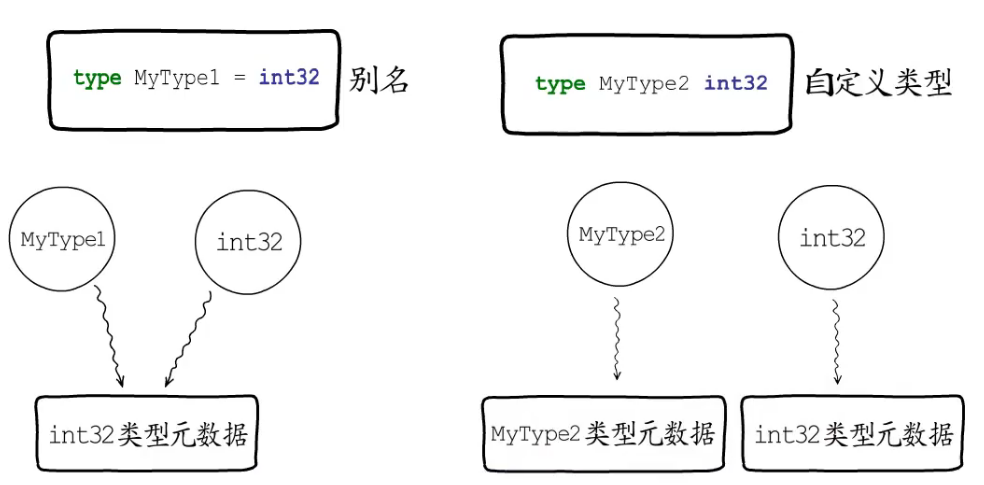 type MyType1 = int32 别名
type MyType2 int32 自定义类型
MyType1
int32
MyType2
int32
int32类型元数据
MyType2类型元数据
int32类型元数据